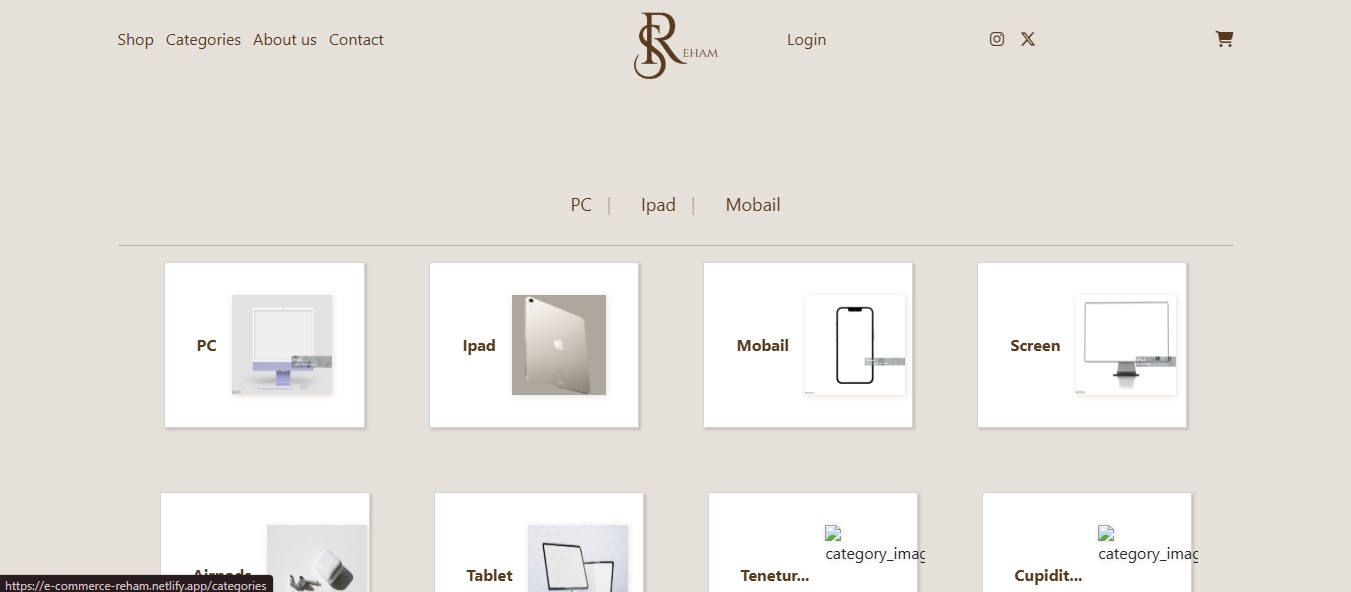 Shop Categories About us Contact
SR EHAM
Login
PC | Ipad | Mobail
PC
Ipad
Mobail
Screen
Airpods
Tablet
category_imag
Tenetur...
category_imag
Cupidit...
https://e-commerce-reham.netlify.app/categories